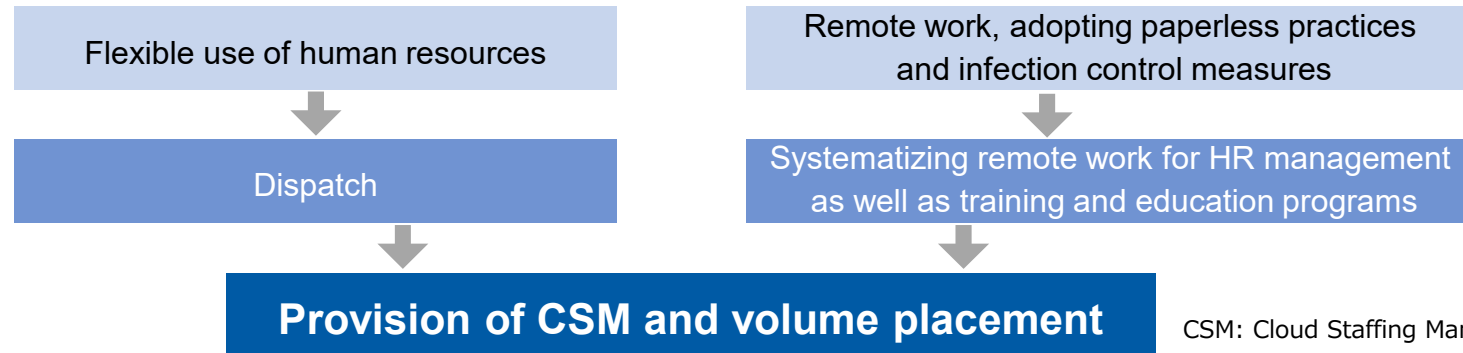 Flexible use of human resources
Remote work, adopting paperless practices
and infection control measures
Dispatch
Systematizing remote work for HR management
as well as training and education programs
Provision of CSM and volume placement
CSM: Cloud Staffing